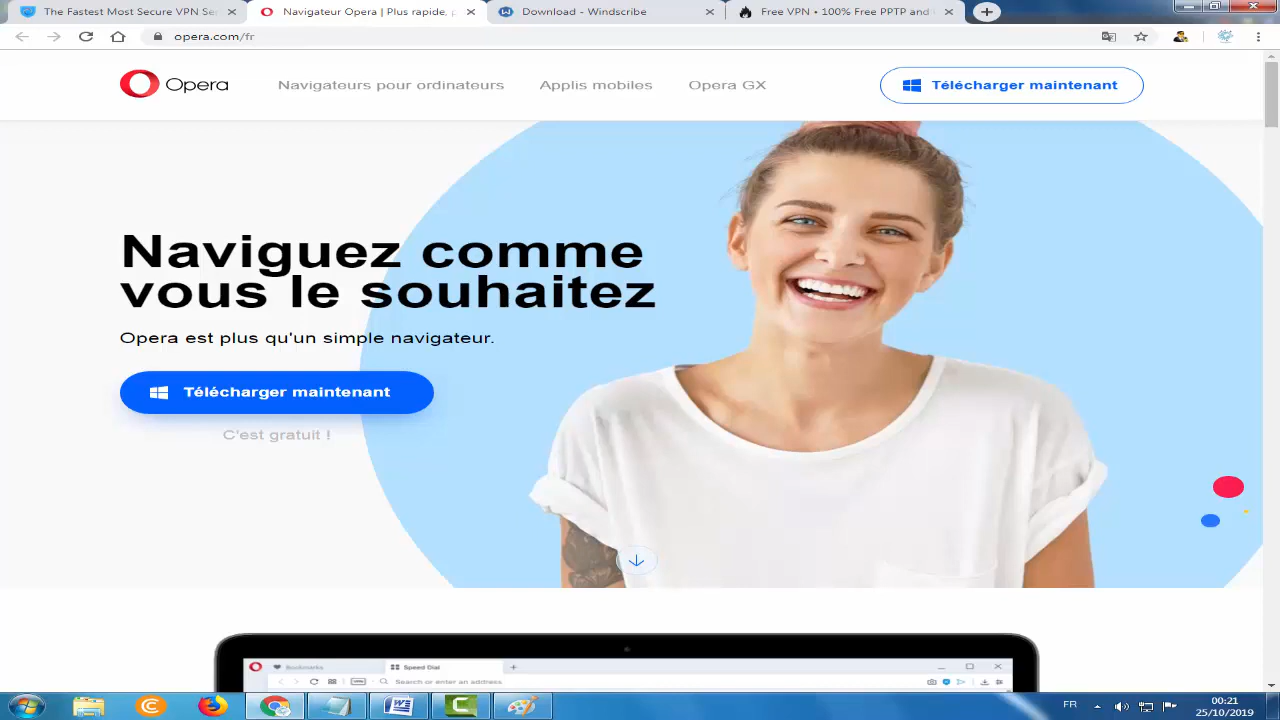 The Fastest Most Secure VPN Se
Navigateur Opera | Plus rapide, p
Download - Windscribe
Free VPN • 100% Free PPTP and
opera.com/fr
Opera
Navigateurs pour ordinateurs
Applis mobiles
Opera GX
Télécharger maintenant
Naviguez comme
vous le souhaitez
Opera est plus qu'un simple navigateur.
Télécharger maintenant
C'est gratuit !
Bookmarks
Speed Dial
Search or enter an address
FR
00:21
25/10/2019